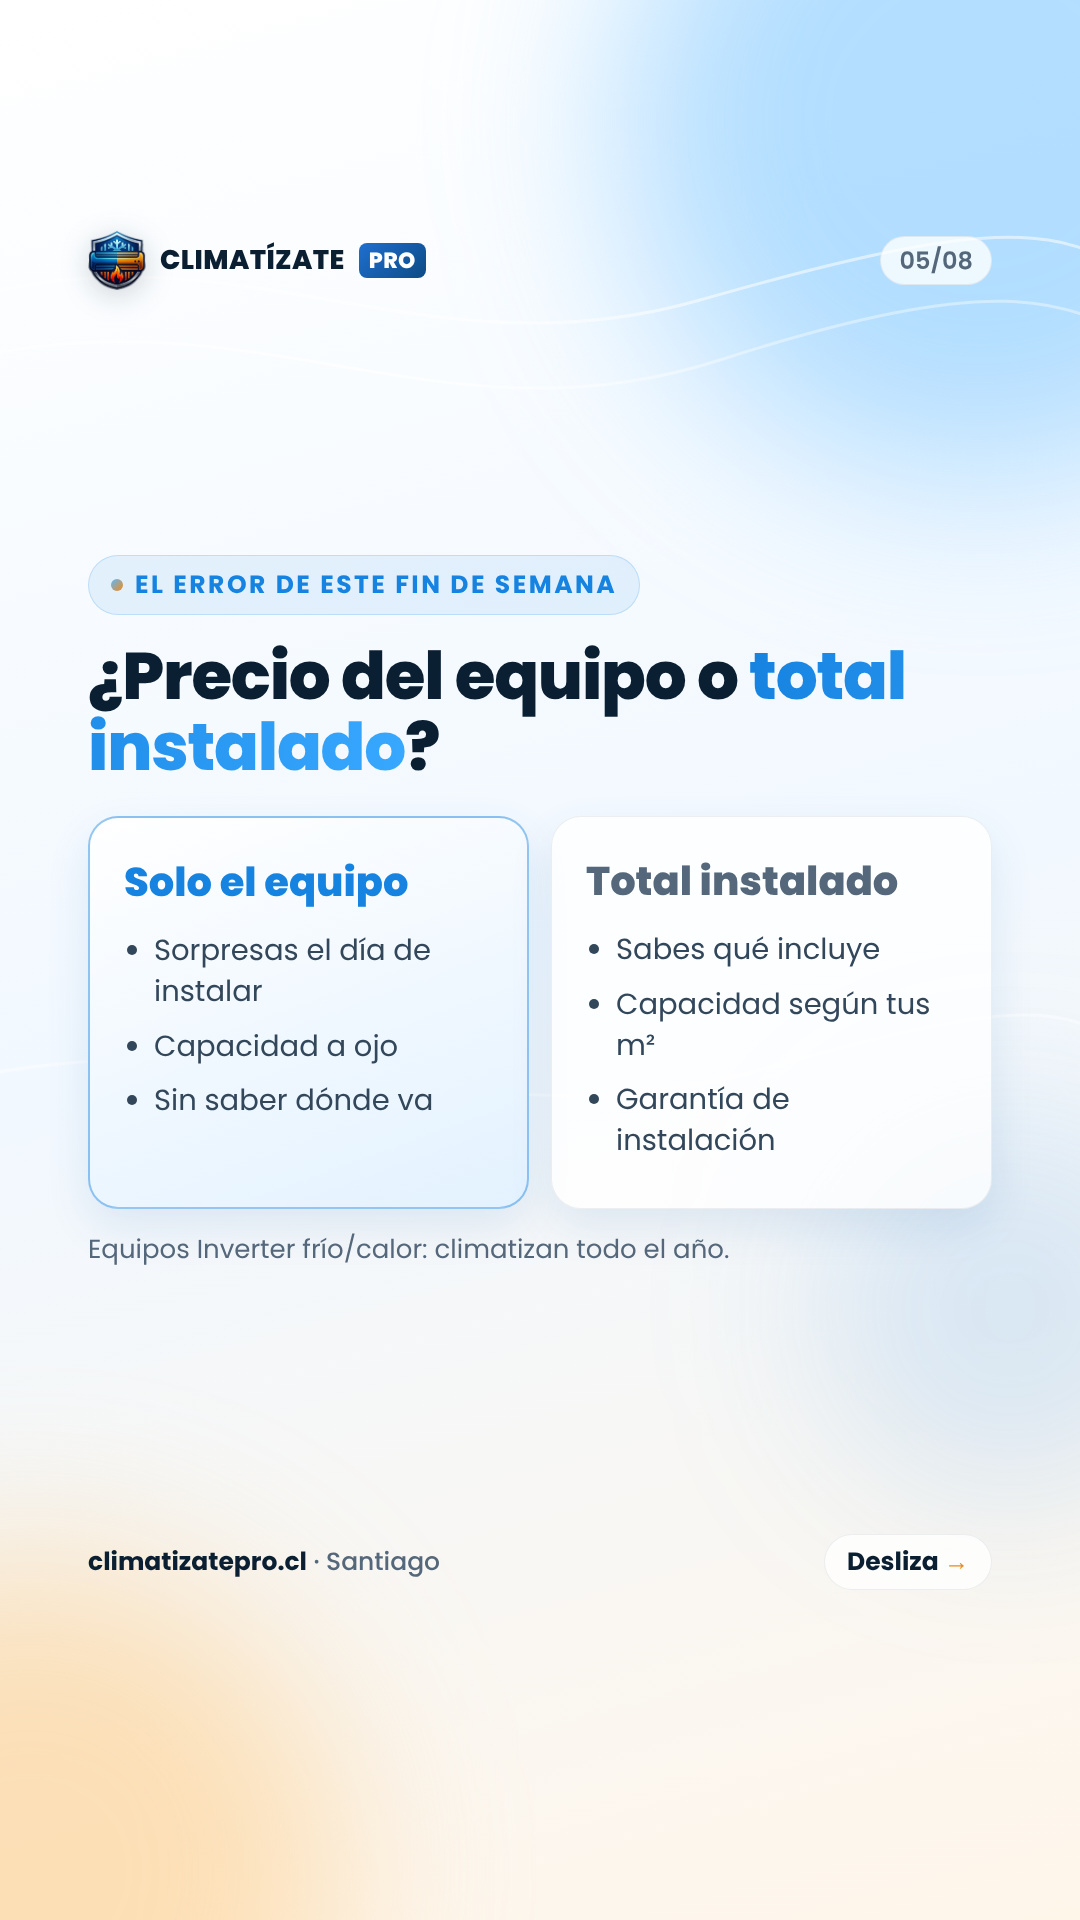 CLIMATÍZATE PRO
05/08
EL ERROR DE ESTE FIN DE SEMANA
¿Precio del equipo o total
instalado?
Solo el equipo
• Sorpresas el día de
instalar
• Capacidad a ojo
• Sin saber dónde va
Total instalado
• Sabes qué incluye
• Capacidad según tus
m²
• Garantía de
instalación
Equipos Inverter frío/calor: climatizan todo el año.
climatizatepro.cl · Santiago
Desliza →